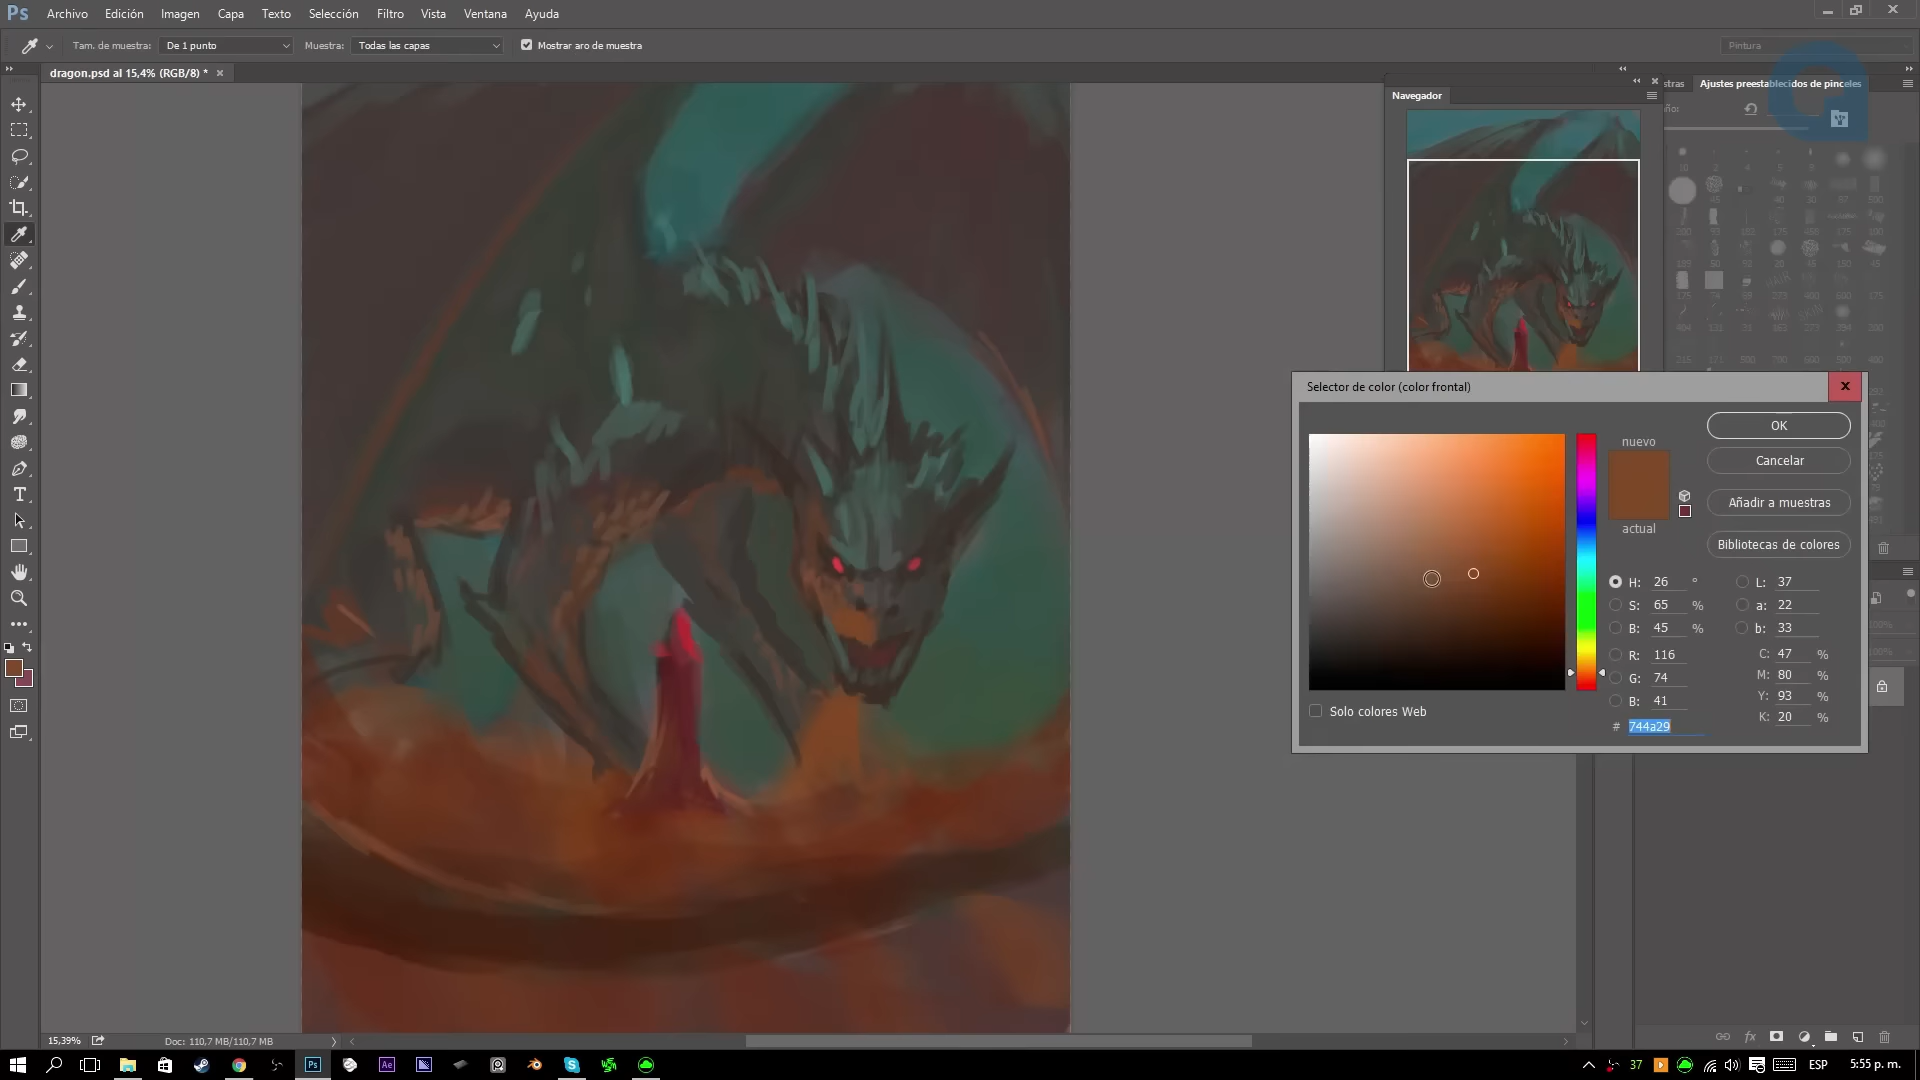 Ps Archivo Edición Imagen Capa Texto Selección Filtro Vista Ventana Ayuda
Tam. de muestra: De 1 punto Muestra: Todas las capas Mostrar aro de muestra Pintura
dragon.psd al 15,4% (RGB/8) * ×
Navegador
stras Ajustes preestablecidos de pinceles
Selector de color (color frontal)
nuevo
actual
OK
Cancelar
Añadir a muestras
Bibliotecas de colores
H: 26 ° L: 37
S: 65 % a: 22
B: 45 % b: 33
R: 116 C: 47 %
G: 74 M: 80 %
B: 41 Y: 93 %
# 744a29 K: 20 %
Solo colores Web
15,39% Doc: 110,7 MB/110,7 MB
Ps Ae 37 ESP 5:55 p. m.